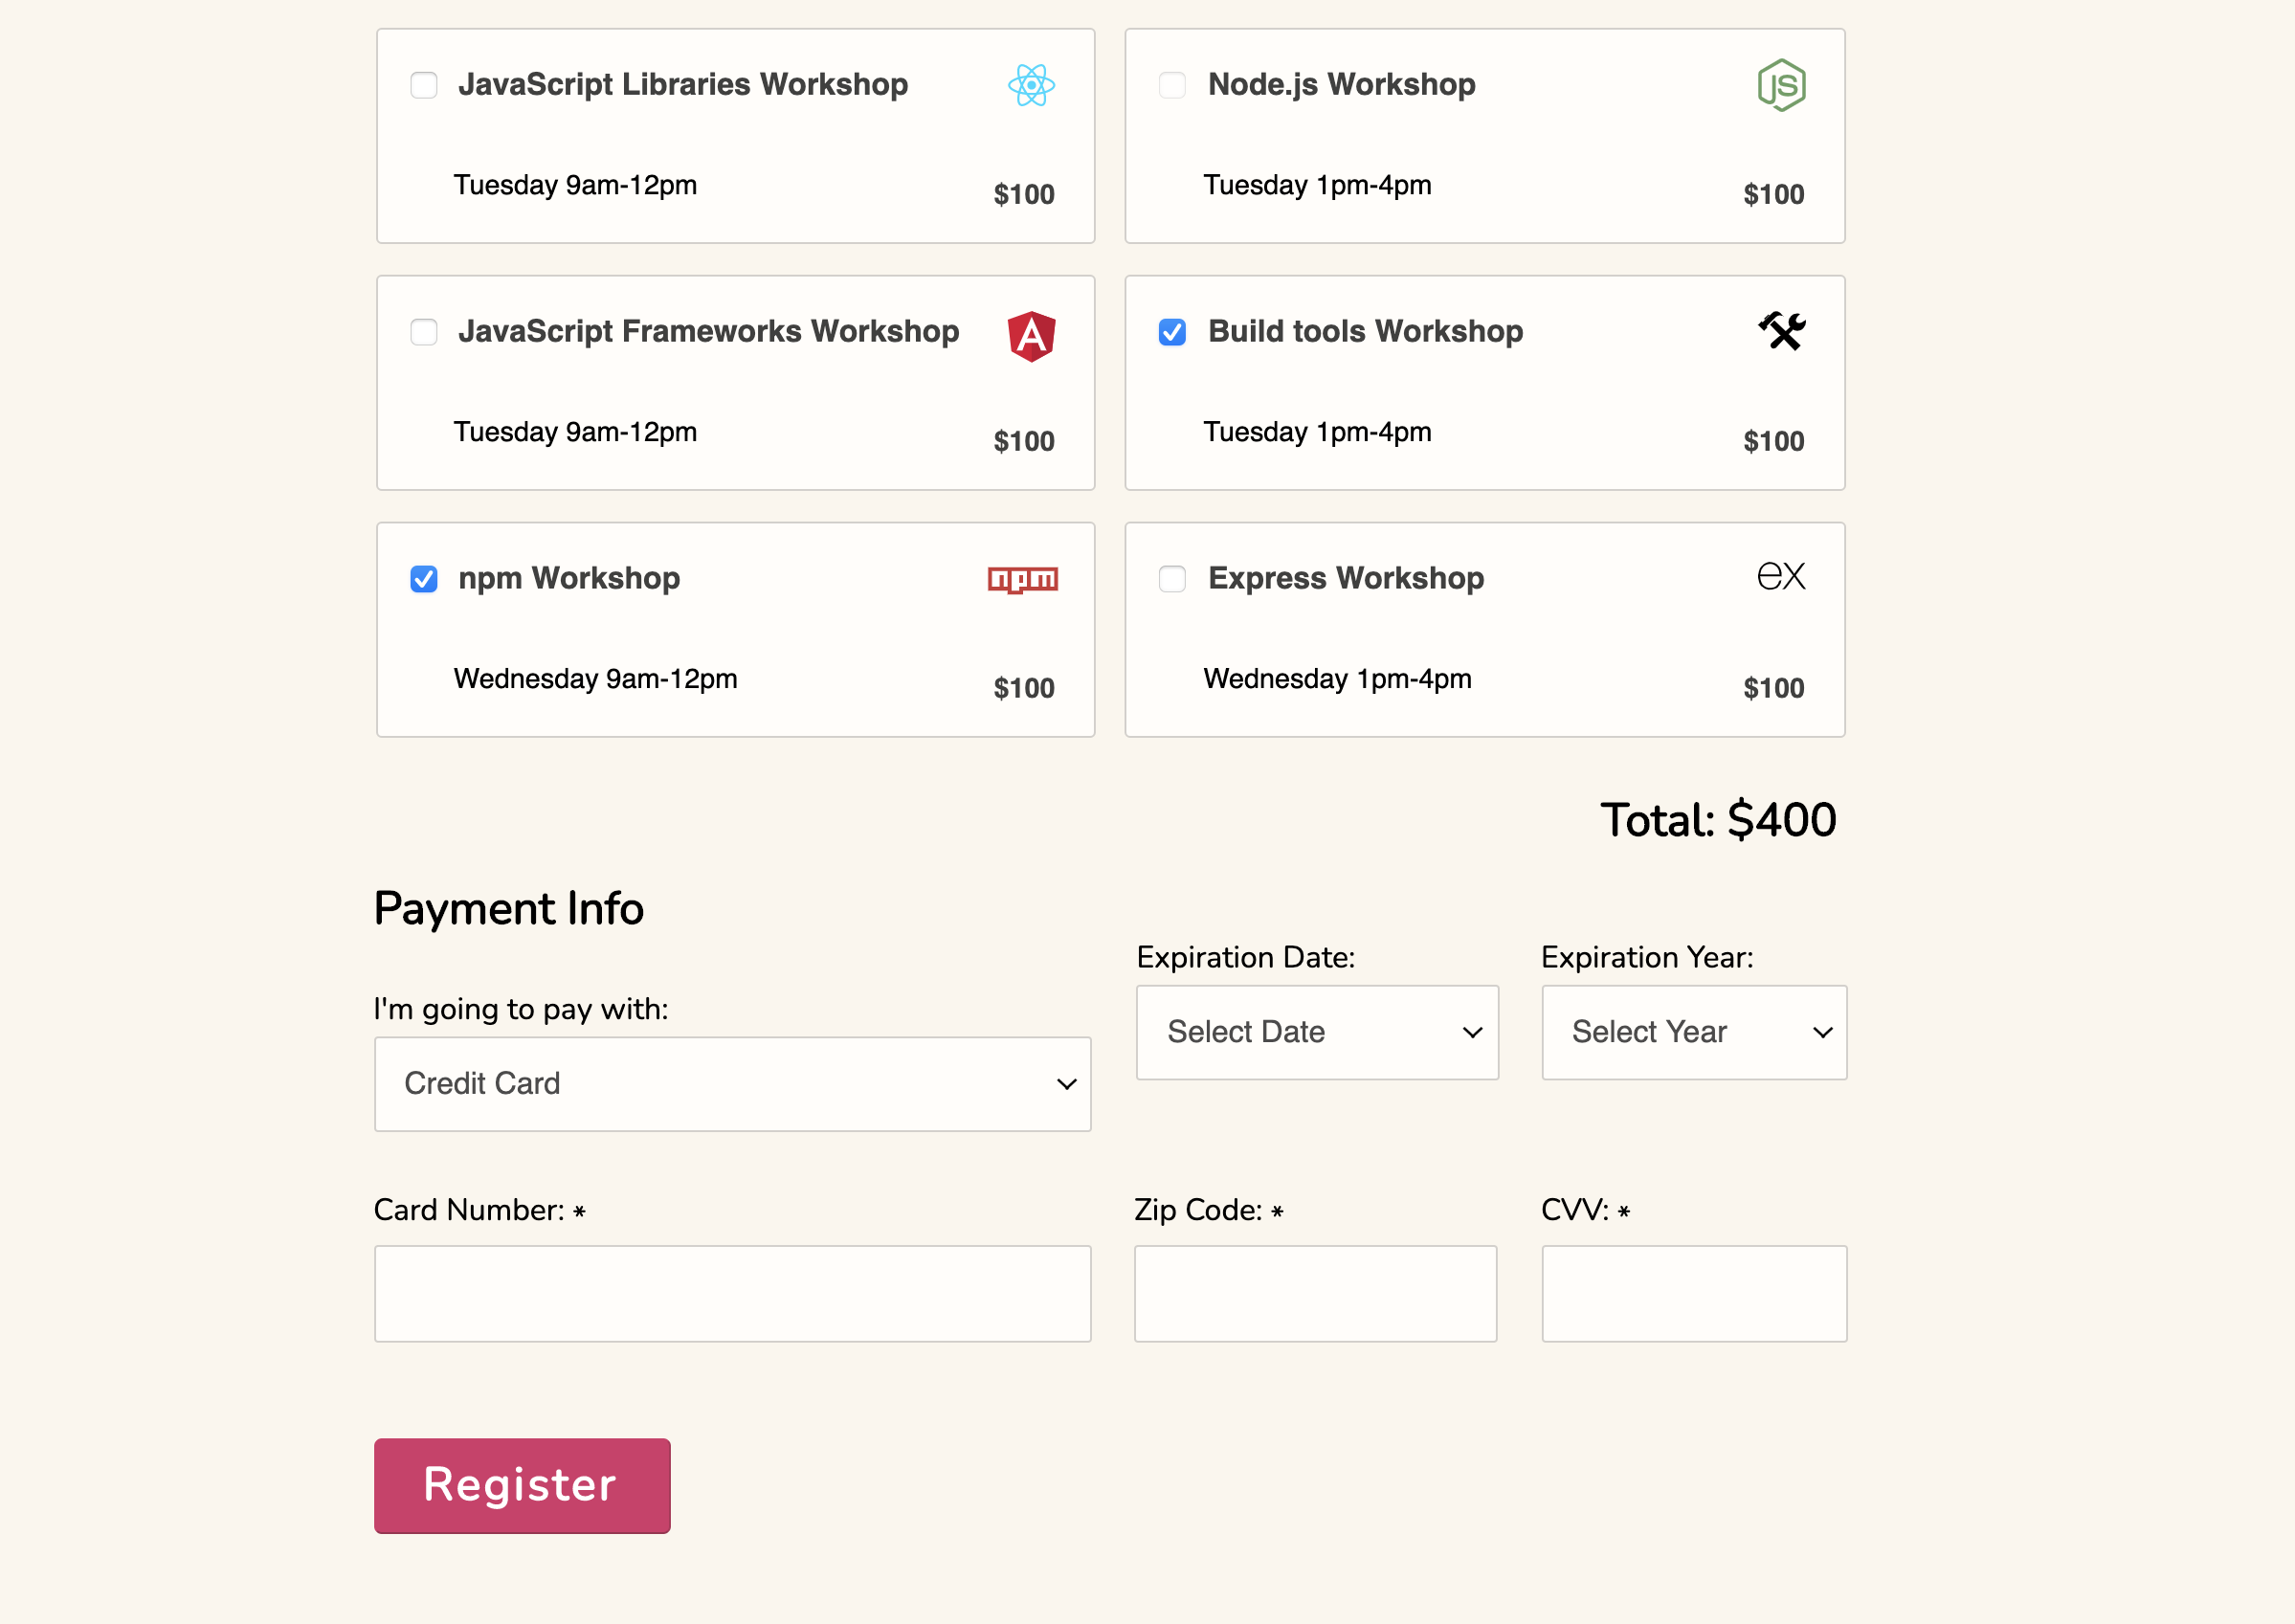 JavaScript Libraries Workshop
Tuesday 9am-12pm
$100
Node.js Workshop
JS
Tuesday 1pm-4pm
$100
JavaScript Frameworks Workshop
A
Tuesday 9am-12pm
$100
Build tools Workshop
Tuesday 1pm-4pm
$100
npm Workshop
npm
Wednesday 9am-12pm
$100
Express Workshop
ex
Wednesday 1pm-4pm
$100
Total: $400
Payment Info
I'm going to pay with:
Credit Card
Expiration Date:
Select Date
Expiration Year:
Select Year
Card Number: *
Zip Code: *
CVV: *
Register